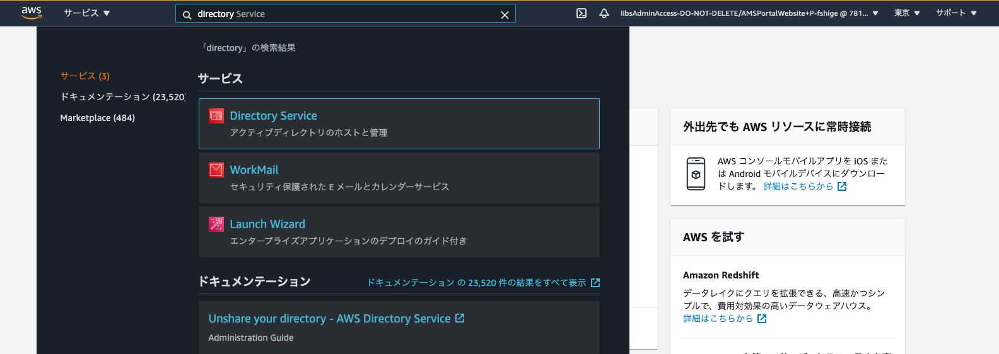 aws
サービス ▼
directory Service
IibsAdminAccess-DO-NOT-DELETE/AMSPortalWebsite+P-fshige @ 781... ▼
東京 ▼
サポート ▼
「directory」の検索結果
サービス (3)
ドキュメンテーション (23,520)
Marketplace (484)
サービス
Directory Service
アクティブディレクトリのホストと管理
WorkMail
セキュリティ保護された E メールとカレンダーサービス
Launch Wizard
エンタープライズアプリケーションのデプロイのガイド付き
ドキュメンテーション
ドキュメンテーション の 23,520 件の結果をすべて表示
Unshare your directory - AWS Directory Service
Administration Guide
外出先でも AWS リソースに常時接続
AWS コンソールモバイルアプリを iOS また
は Android モバイルデバイスにダウンロー
ドします。 詳細はこちらから
AWS を試す
Amazon Redshift
データレイクにクエリを拡張できる、高速かつシン
プルで、費用対効果の高いデータウェアハウス。
詳細はこちらから